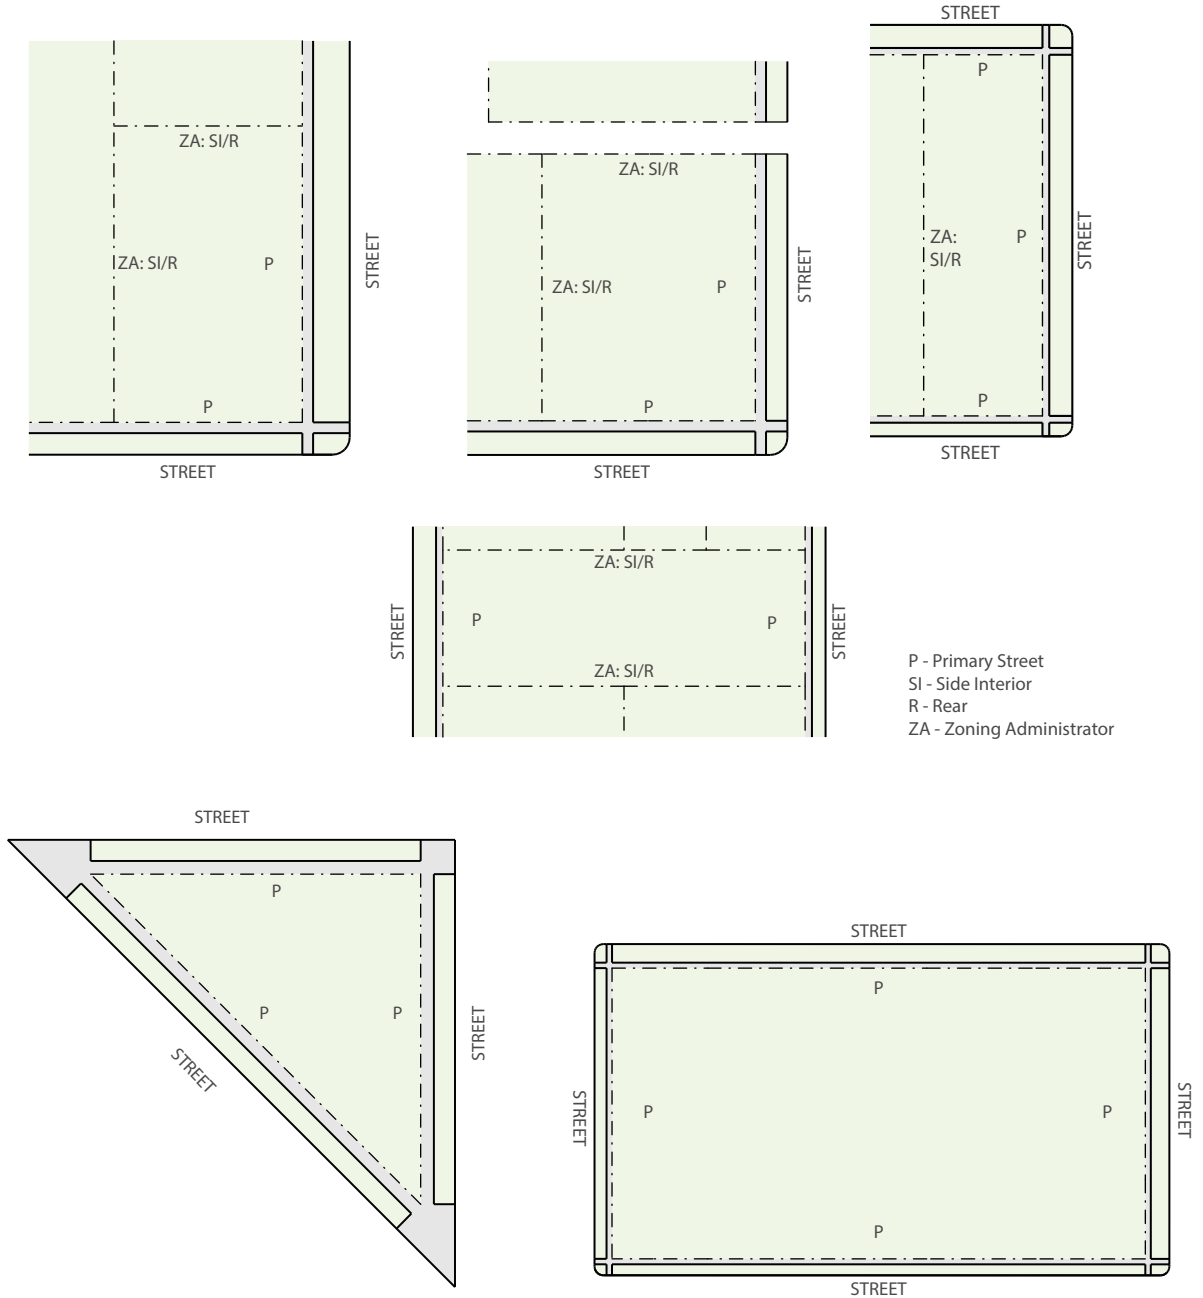 ZA: SI/R
ZA: SI/R
P
STREET
P
STREET
ZA: SI/R
ZA: SI/R
P
STREET
P
STREET
STREET
P
ZA:
SI/R
P
STREET
P
STREET
ZA: SI/R
STREET
P
P
STREET
ZA: SI/R
P - Primary Street
SI - Side Interior
R - Rear
ZA - Zoning Administrator
STREET
P
P
P
STREET
STREET
STREET
P
STREET
P
P
STREET
P
STREET